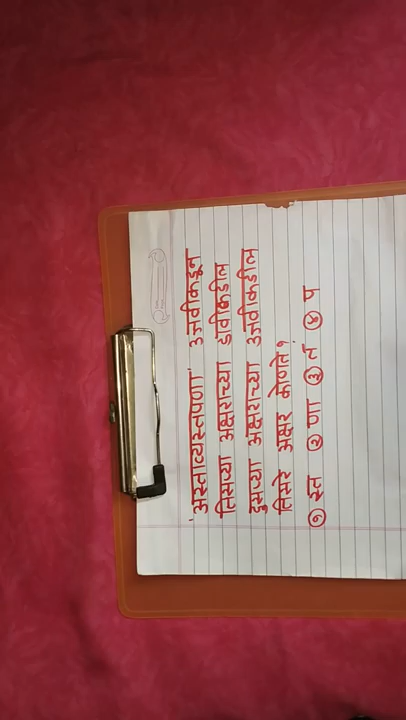 'अस्ताव्यस्तपणा' उजवीकडून
तिसऱ्या अक्षराच्या डावीकडील
दुसऱ्या अक्षराच्या उजवीकडील
तिसरे अक्षर कोणते?
① स्त ② णा ③ र्त ④ प